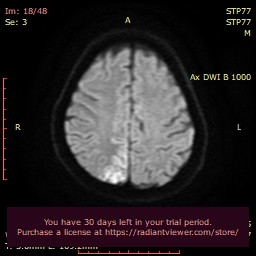 Im: 18/48
Se: 3
A
STP77
STP77
M
Ax DWI B 1000
R
L
You have 30 days left in your trial period.
Purchase a license at https://radiantviewer.com/store/